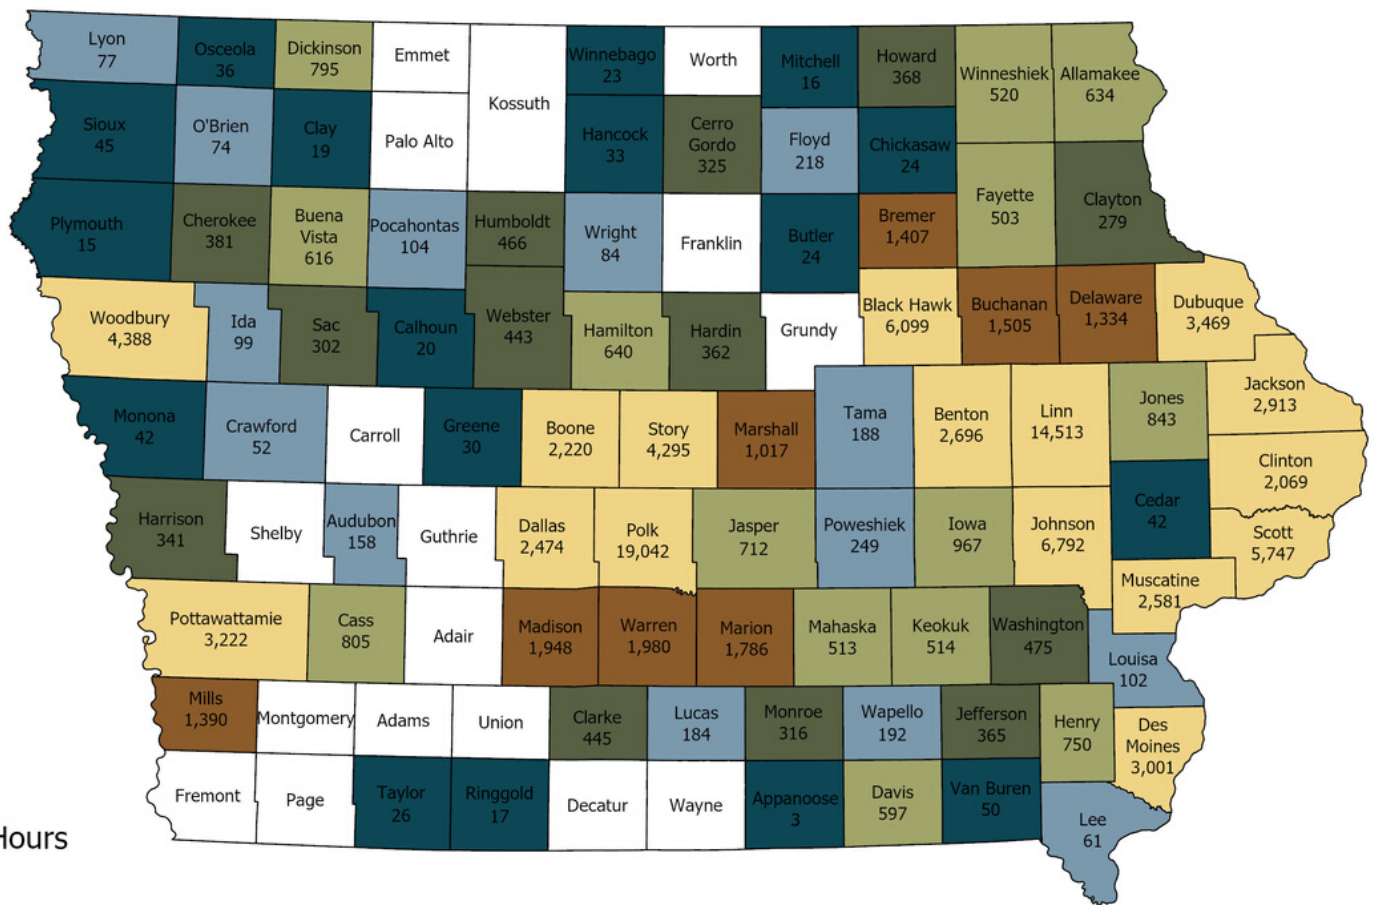 Lyon
77
Osceola
36
Dickinson
795
Emmet
Kossuth
Winnebago
23
Worth
Mitchell
16
Howard
368
Winneshiek
520
Allamakee
634
Sioux
45
O'Brien
74
Clay
19
Palo Alto
Hancock
33
Cerro
Gordo
325
Floyd
218
Chickasaw
24
Fayette
503
Clayton
279
Plymouth
15
Cherokee
381
Buena
Vista
616
Pocahontas
104
Humboldt
466
Wright
84
Franklin
Butler
24
Bremer
1,407
Woodbury
4,388
Ida
99
Sac
302
Calhoun
20
Webster
443
Hamilton
640
Hardin
362
Grundy
Black Hawk
6,099
Buchanan
1,505
Delaware
1,334
Dubuque
3,469
Monona
42
Crawford
52
Carroll
Greene
30
Boone
2,220
Story
4,295
Marshall
1,017
Tama
188
Benton
2,696
Linn
14,513
Jones
843
Jackson
2,913
Clinton
2,069
Harrison
341
Shelby
Audubon
158
Guthrie
Dallas
2,474
Polk
19,042
Jasper
712
Poweshiek
249
Iowa
967
Johnson
6,792
Cedar
42
Scott
5,747
Muscatine
2,581
Pottawattamie
3,222
Cass
805
Adair
Madison
1,948
Warren
1,980
Marion
1,786
Mahaska
513
Keokuk
514
Washington
475
Louisa
102
Mills
1,390
Montgomery
Adams
Union
Clarke
445
Lucas
184
Monroe
316
Wapello
192
Jefferson
365
Henry
750
Des
Moines
3,001
Fremont
Page
Taylor
26
Ringgold
17
Decatur
Wayne
Appanoose
3
Davis
597
Van Buren
50
Lee
61
Hours